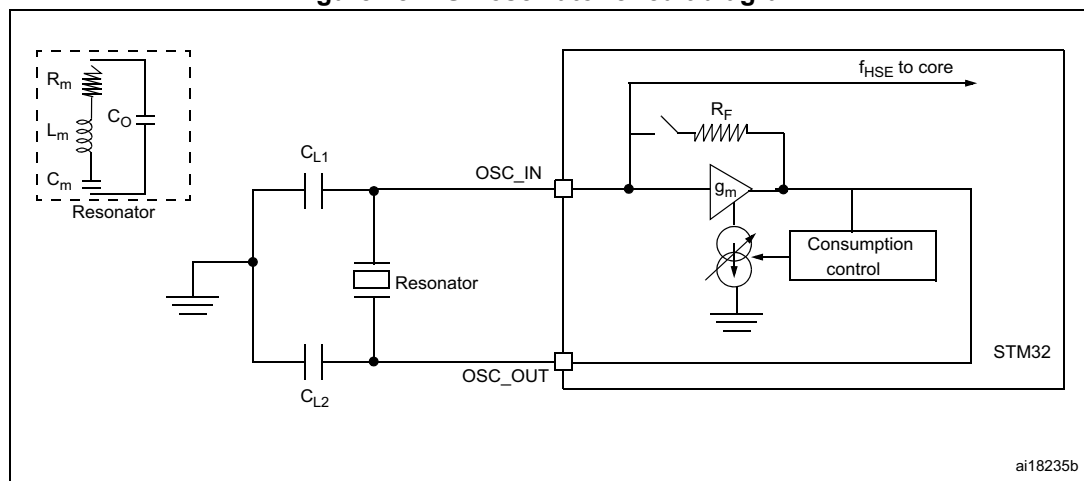 f_HSE to core
R_m
R_F
L_m
C_O
C_L1
C_m
OSC_IN
g_m
Resonator
Consumption
control
Resonator
STM32
OSC_OUT
C_L2
ai18235b